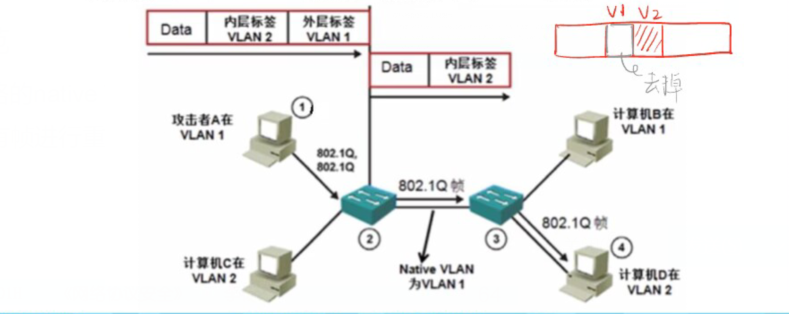 V1 V2
Data
内层标签
VLAN 2
外层标签
VLAN 1
去掉
Data
内层标签
VLAN 2
攻击者A在
VLAN 1
①
802.1Q,
802.1Q
计算机B在
VLAN 1
802.1Q 帧
②
③
802.1Q 帧
④
计算机C在
VLAN 2
Native VLAN
为VLAN 1
计算机D在
VLAN 2